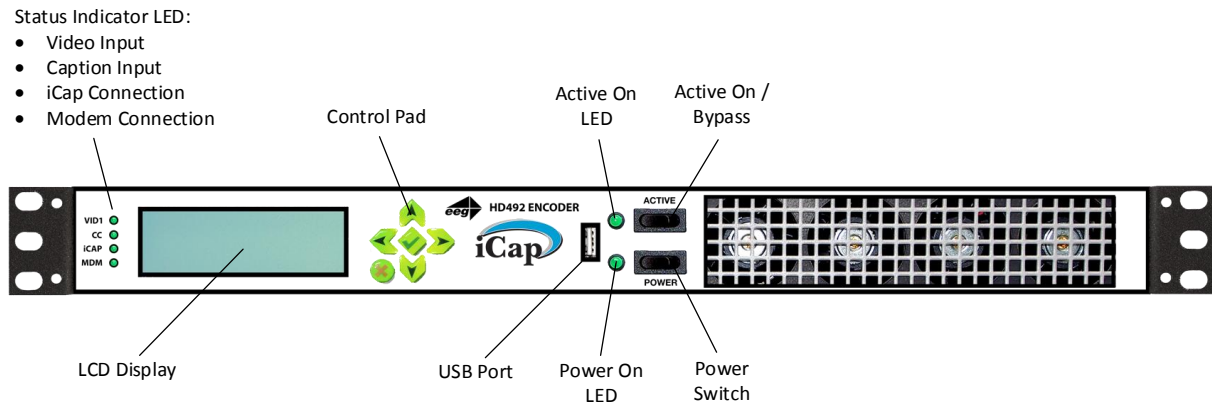 Status Indicator LED:
• Video Input
• Caption Input
• iCap Connection
• Modem Connection
Control Pad
Active On
LED
Active On /
Bypass
VID1
CC
iCAP
MDM
eeg
HD492 ENCODER
iCap
ACTIVE
POWER
LCD Display
USB Port
Power On
LED
Power
Switch